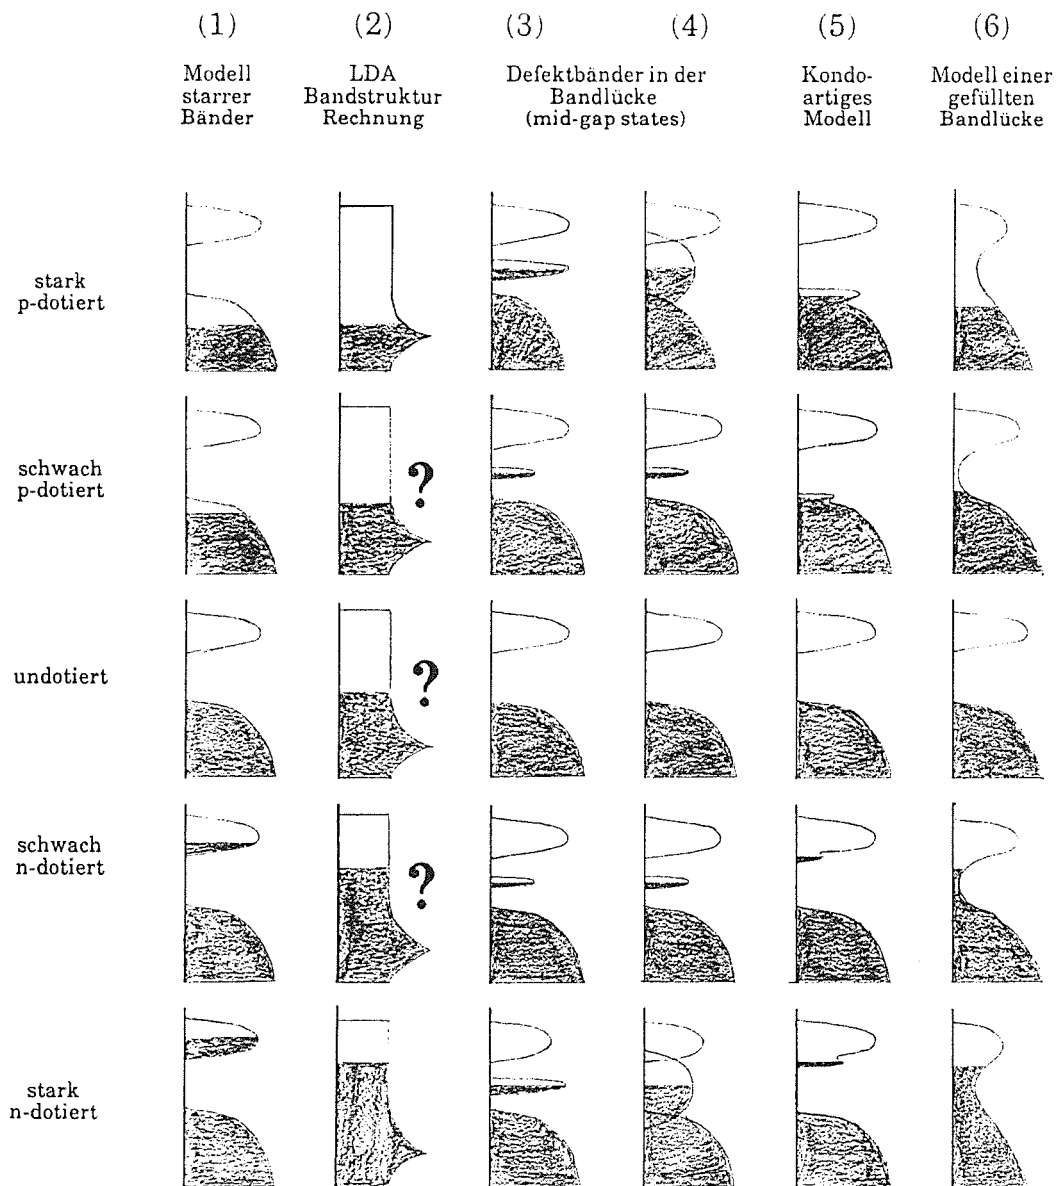 (1)
(2)
(3)
(4)
(5)
(6)
Modell
starrer
Bänder
LDA
Bandstruktur
Rechnung
Defektbänder in der
Bandlücke
(mid-gap states)
Kondo-
artiges
Modell
Modell einer
gefüllten
Bandlücke
stark
p-dotiert
schwach
p-dotiert
?
undotiert
?
schwach
n-dotiert
?
stark
n-dotiert